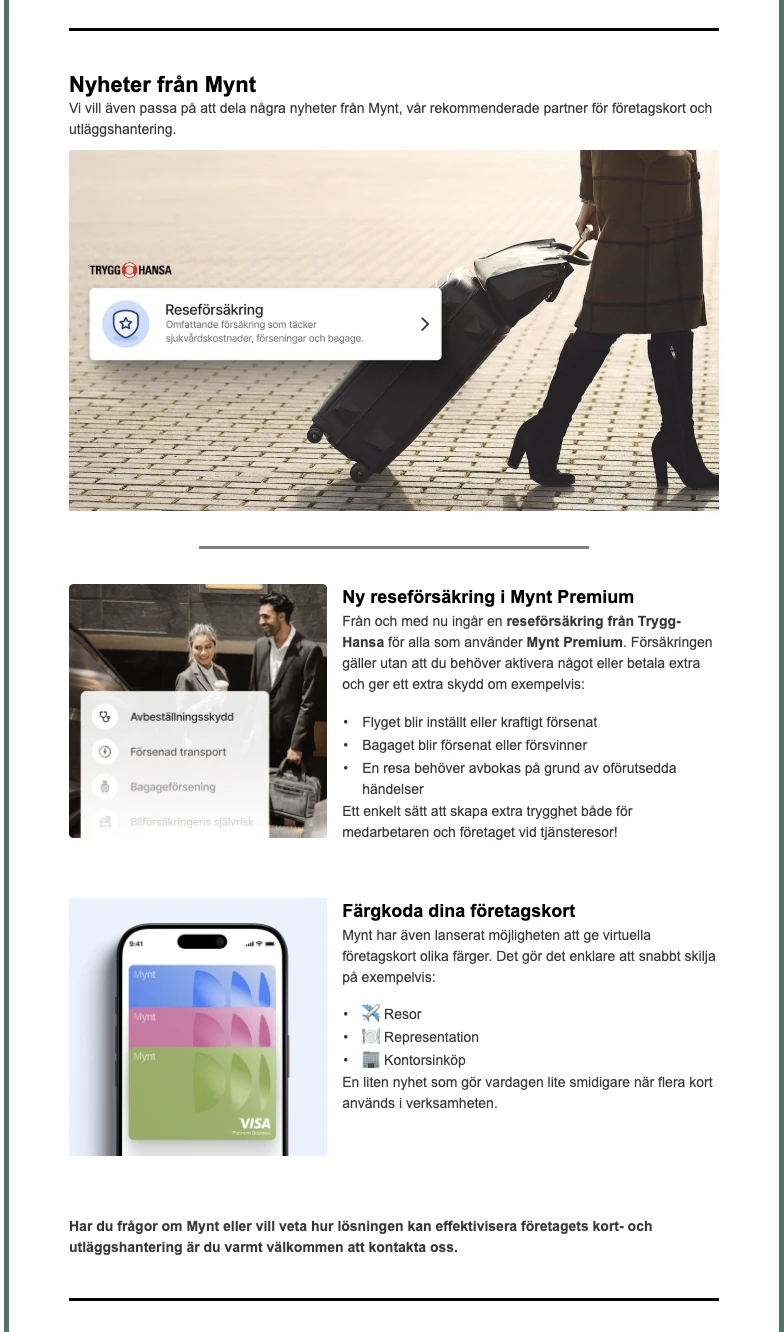 Nyheter från Mynt
Vi vill även passa på att dela några nyheter från Mynt, vår rekommenderade partner för företagskort och
utläggshantering.
TRYGG HANSA
Reseförsäkring
Omfattande försäkring som täcker
sjukvårdskostnader, förseningar och bagage.
Ny reseförsäkring i Mynt Premium
Från och med nu ingår en reseförsäkring från Trygg-
Hansa för alla som använder Mynt Premium. Försäkringen
gäller utan att du behöver aktivera något eller betala extra
och ger ett extra skydd om exempelvis:
• Flyget blir inställt eller kraftigt försenat
• Bagaget blir försenat eller försvinner
• En resa behöver avbokas på grund av oförutsedda
händelser
Ett enkelt sätt att skapa extra trygghet både för
medarbetaren och företaget vid tjänsteresor!
Avbeställningsskydd
Försenad transport
Bagageförsening
Bilförsäkringens självrisk
Färgkoda dina företagskort
Mynt har även lanserat möjligheten att ge virtuella
företagskort olika färger. Det gör det enklare att snabbt skilja
på exempelvis:
• ✈️ Resor
• 🍽️ Representation
• 🏢 Kontorsinköp
En liten nyhet som gör vardagen lite smidigare när flera kort
används i verksamheten.
9:41
Mynt
Mynt
Mynt
VISA
Platinum Business
Har du frågor om Mynt eller vill veta hur lösningen kan effektivisera företagets kort- och
utläggshantering är du varmt välkommen att kontakta oss.